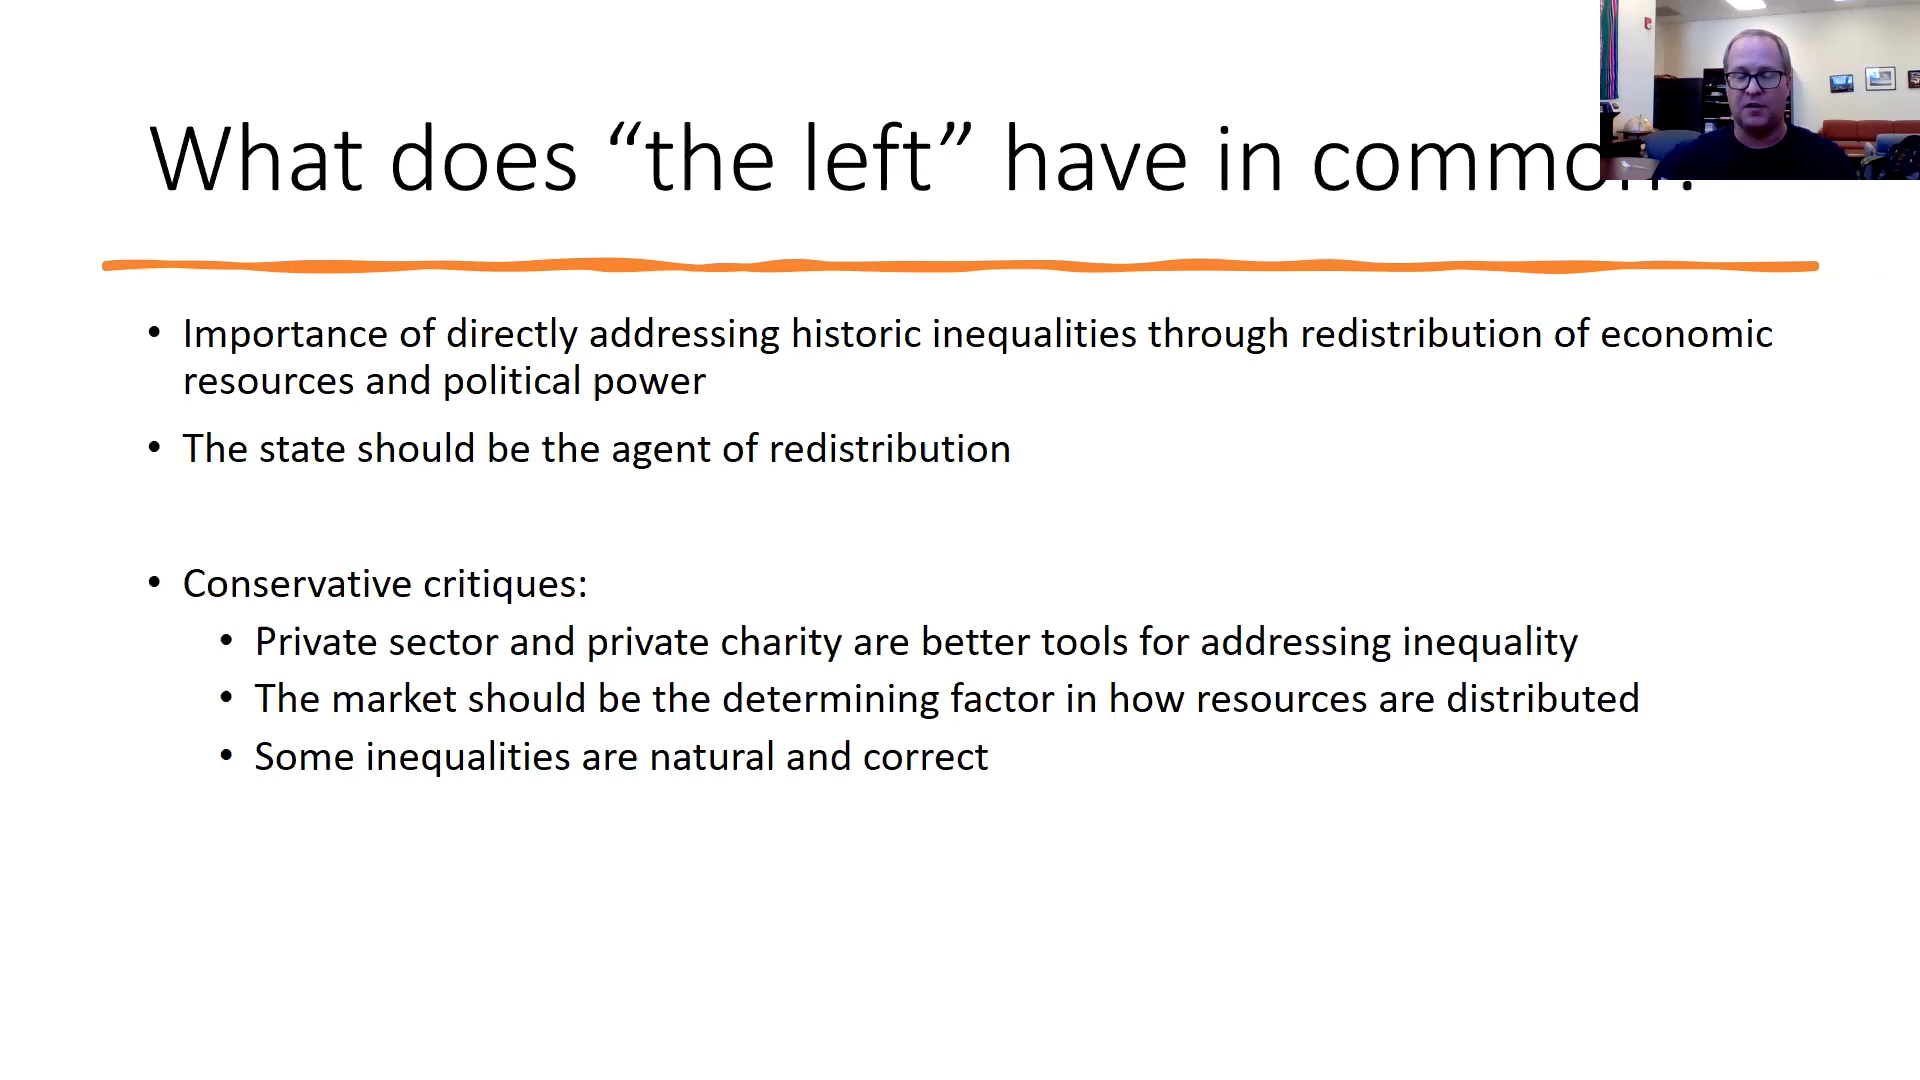 What does “the left” have in common?
• Importance of directly addressing historic inequalities through redistribution of economic
resources and political power
• The state should be the agent of redistribution
• Conservative critiques:
• Private sector and private charity are better tools for addressing inequality
• The market should be the determining factor in how resources are distributed
• Some inequalities are natural and correct